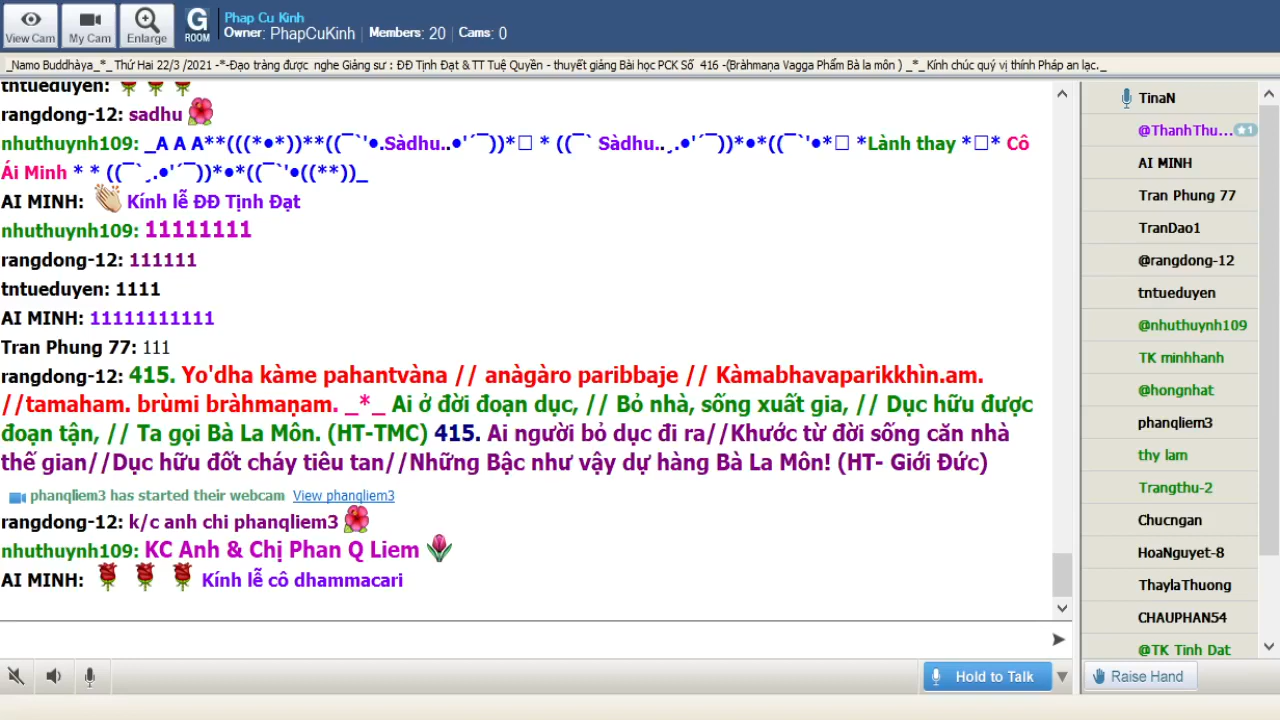 View Cam
My Cam
Enlarge
G
ROOM
Phap Cu Kinh
Owner: PhapCuKinh | Members: 20 | Cams: 0
_Namo Buddhàya_*_ Thứ Hai 22/3 /2021 -*-Đạo tràng được nghe Giảng sư : ĐĐ Tịnh Đạt & TT Tuệ Quyền - thuyết giảng Bài học PCK Số 416 -(Bràhmaṇa Vagga Phẩm Bà la môn ) _*_ Kính chúc quý vị thính Pháp an lạc._
tntueduyen:
rangdong-12: sadhu
nhuthuynh109: _A A A**(((*•*))**((¯`'•.Sàdhu..•'´¯))*□ * ((¯` Sàdhu..¸.•'´¯))*•*((¯`'•*□ *Lành thay *□* Cô
Ái Minh * * ((¯`¸.•'´¯))*•*((¯`'•((**))_
AI MINH: Kính lễ ĐĐ Tịnh Đạt
nhuthuynh109: 11111111
rangdong-12: 111111
tntueduyen: 1111
AI MINH: 11111111111
Tran Phung 77: 111
rangdong-12: 415. Yo'dha kàme pahantvàna // anàgàro paribbaje // Kàmabhavaparikkhìn.am.
//tamaham. brùmi bràhmaṇam. _*_ Ai ở đời đoạn dục, // Bỏ nhà, sống xuất gia, // Dục hữu được
đoạn tận, // Ta gọi Bà La Môn. (HT-TMC) 415. Ai người bỏ dục đi ra//Khước từ đời sống căn nhà
thế gian//Dục hữu đốt cháy tiêu tan//Những Bậc như vậy dự hàng Bà La Môn! (HT- Giới Đức)
phanqliem3 has started their webcam View phanqliem3
rangdong-12: k/c anh chi phanqliem3
nhuthuynh109: KC Anh & Chị Phan Q Liem
AI MINH: Kính lễ cô dhammacari
Hold to Talk
TinaN
@ThanhThu... ★1
AI MINH
Tran Phung 77
TranDao1
@rangdong-12
tntueduyen
@nhuthuynh109
TK minhhanh
@hongnhat
phanqliem3
thy lam
Trangthu-2
Chucngan
HoaNguyet-8
ThaylaThuong
CHAUPHAN54
@TK Tinh Dat
Raise Hand